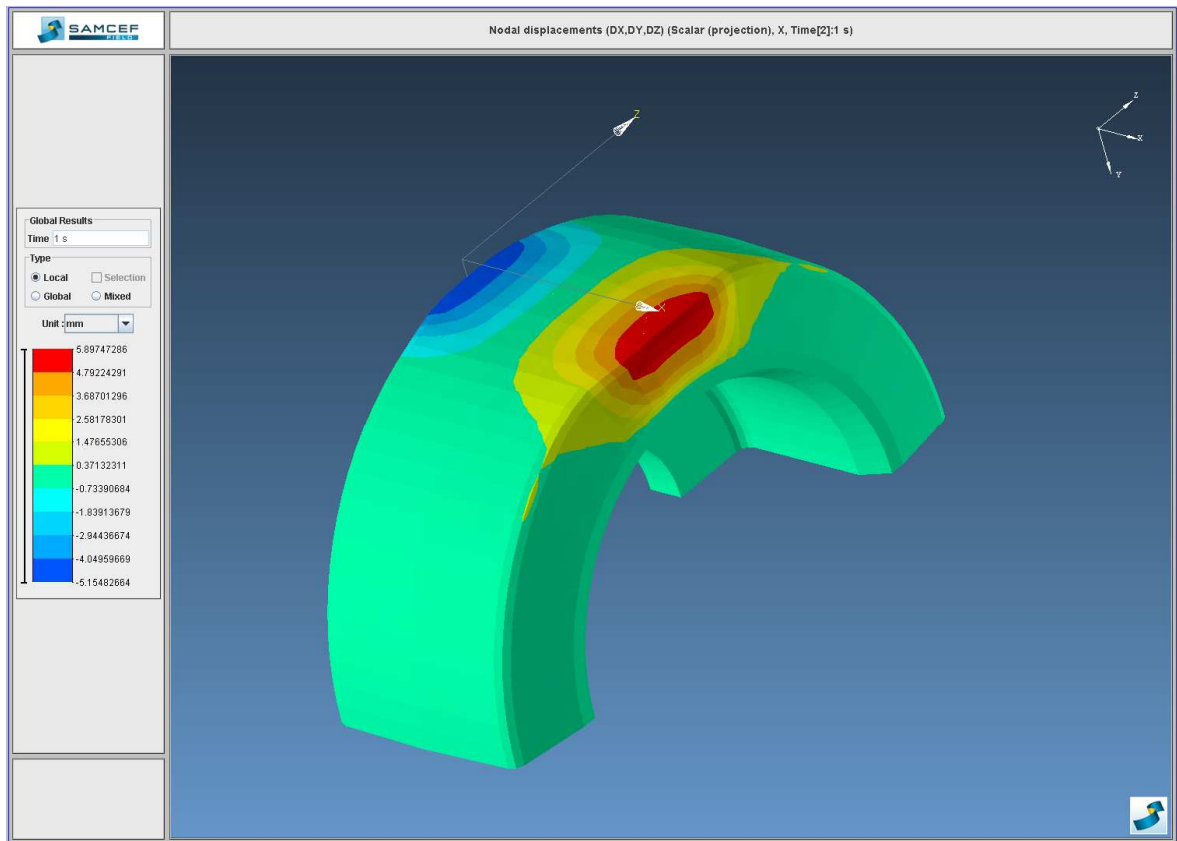 SAMCEF
FIELD
Nodal displacements (DX,DY,DZ) (Scalar (projection), X, Time[2]:1 s)
Z
X
Z
X
Y
Global Results
Time 1 s
Type
Local Selection
Global Mixed
Unit : mm
5.89747286
4.79224291
3.68701296
2.58178301
1.47655306
0.37132311
-0.73390684
-1.83913679
-2.94436674
-4.04959669
-5.15482664